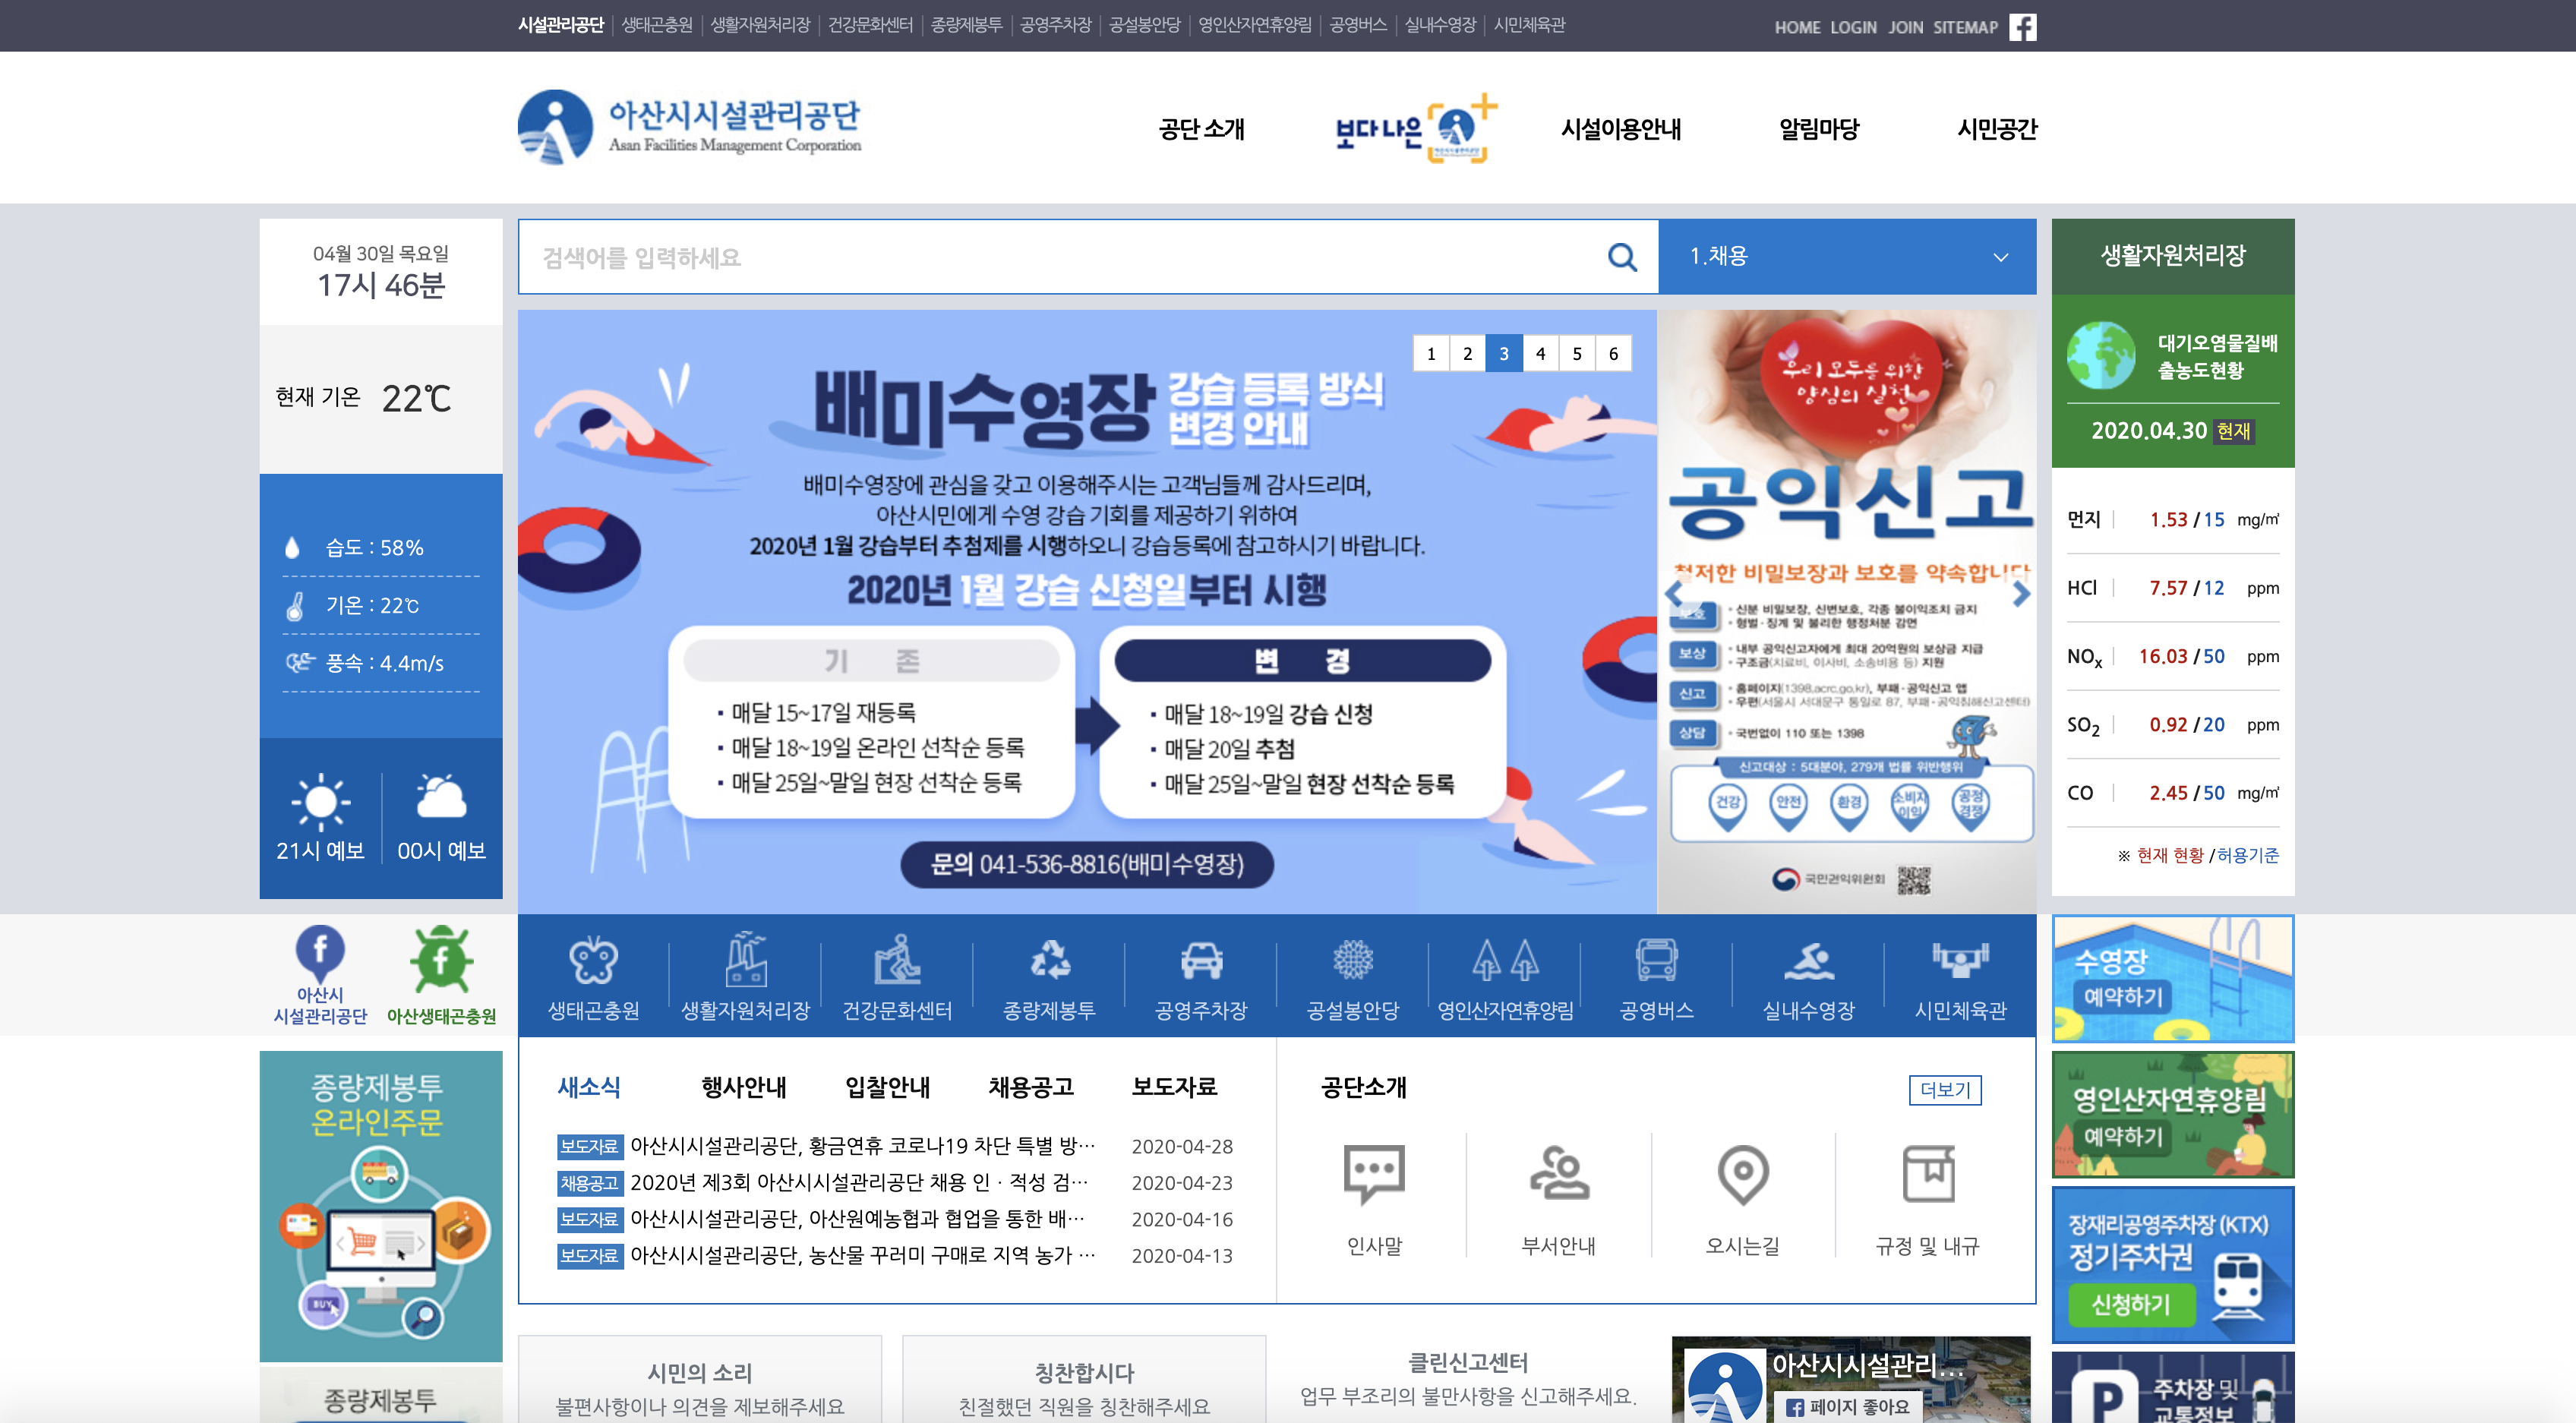 시설관리공단 생태곤충원 생활자원처리장 건강문화센터 종량제봉투 공영주차장 공설봉안당 영인산자연휴양림 공영버스 실내수영장 시민체육관
HOME LOGIN JOIN SITEMAP
아산시시설관리공단
Asan Facilities Management Corporation
공단 소개
보다 나은
시설이용안내
알림마당
시민공간
04월 30일 목요일
17시 46분
현재 기온 22℃
습도 : 58%
기온 : 22℃
풍속 : 4.4m/s
21시 예보
00시 예보
검색어를 입력하세요
1.채용
1 2 3 4 5 6
배미수영장 강습 등록 방식
변경 안내
배미수영장에 관심을 갖고 이용해주시는 고객님들께 감사드리며,
아산시민에게 수영 강습 기회를 제공하기 위하여
2020년 1월 강습부터 추첨제를 시행하오니 강습등록에 참고하시기 바랍니다.
2020년 1월 강습 신청일부터 시행
기 존
매달 15~17일 재등록
매달 18~19일 온라인 선착순 등록
매달 25일~말일 현장 선착순 등록
변 경
매달 18~19일 강습 신청
매달 20일 추첨
매달 25일~말일 현장 선착순 등록
문의 041-536-8816(배미수영장)
우리 모두를 위한
양심의 실천
공익신고
철저한 비밀보장과 보호를 약속합니다
보호
신분 비밀보장, 신변보호, 각종 불이익조치 금지
형벌·징계 및 불리한 행정처분 감면
보상
내부 공익신고자에게 최대 20억원의 보상금 지급
구조금(치료비, 이사비, 소송비용 등) 지원
신고
홈페이지(1398.acrc.go.kr), 부패·공익신고 앱
우편(서울시 서대문구 통일로 87, 부패·공익침해신고센터)
상담
국번없이 110 또는 1398
신고대상 : 5대분야, 279개 법률 위반행위
건강 안전 환경 소비자 이익 공정 경쟁
국민권익위원회
생활자원처리장
대기오염물질배
출농도현황
2020.04.30 현재
먼지 1.53 / 15 mg/㎥
HCl 7.57 / 12 ppm
NOx 16.03 / 50 ppm
SO2 0.92 / 20 ppm
CO 2.45 / 50 mg/㎥
※ 현재 현황 /허용기준
아산시
시설관리공단
아산생태곤충원
생태곤충원 생활자원처리장 건강문화센터 종량제봉투 공영주차장 공설봉안당 영인산자연휴양림 공영버스 실내수영장 시민체육관
수영장
예약하기
영인산자연휴양림
예약하기
장재리공영주차장 (KTX)
정기주차권
신청하기
P
주차장 및
교통정보
종량제봉투
온라인주문
BUY
종량제봉투
새소식 행사안내 입찰안내 채용공고 보도자료
보도자료 아산시시설관리공단, 황금연휴 코로나19 차단 특별 방… 2020-04-28
채용공고 2020년 제3회 아산시시설관리공단 채용 인 · 적성 검… 2020-04-23
보도자료 아산시시설관리공단, 아산원예농협과 협업을 통한 배… 2020-04-16
보도자료 아산시시설관리공단, 농산물 꾸러미 구매로 지역 농가 … 2020-04-13
공단소개
더보기
인사말
부서안내
오시는길
규정 및 내규
시민의 소리
불편사항이나 의견을 제보해주세요
칭찬합시다
친절했던 직원을 칭찬해주세요
클린신고센터
업무 부조리의 불만사항을 신고해주세요.
아산시시설관리...
페이지 좋아요